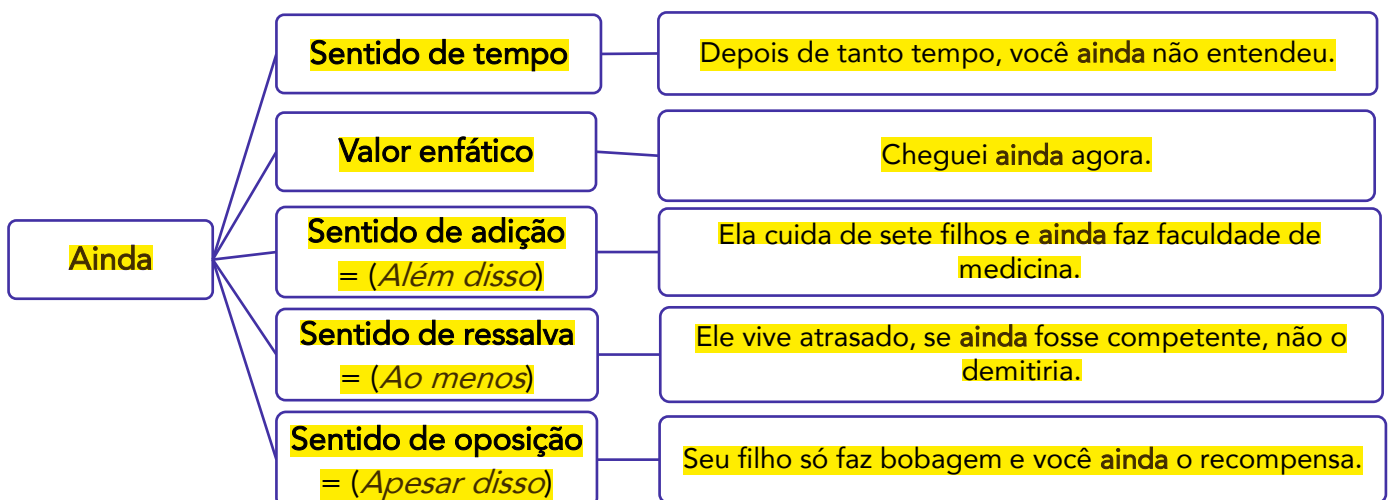 Sentido de tempo
Depois de tanto tempo, você ainda não entendeu.
Valor enfático
Cheguei ainda agora.
Ainda
Sentido de adição
= (Além disso)
Ela cuida de sete filhos e ainda faz faculdade de
medicina.
Sentido de ressalva
= (Ao menos)
Ele vive atrasado, se ainda fosse competente, não o
demitiria.
Sentido de oposição
= (Apesar disso)
Seu filho só faz bobagem e você ainda o recompensa.